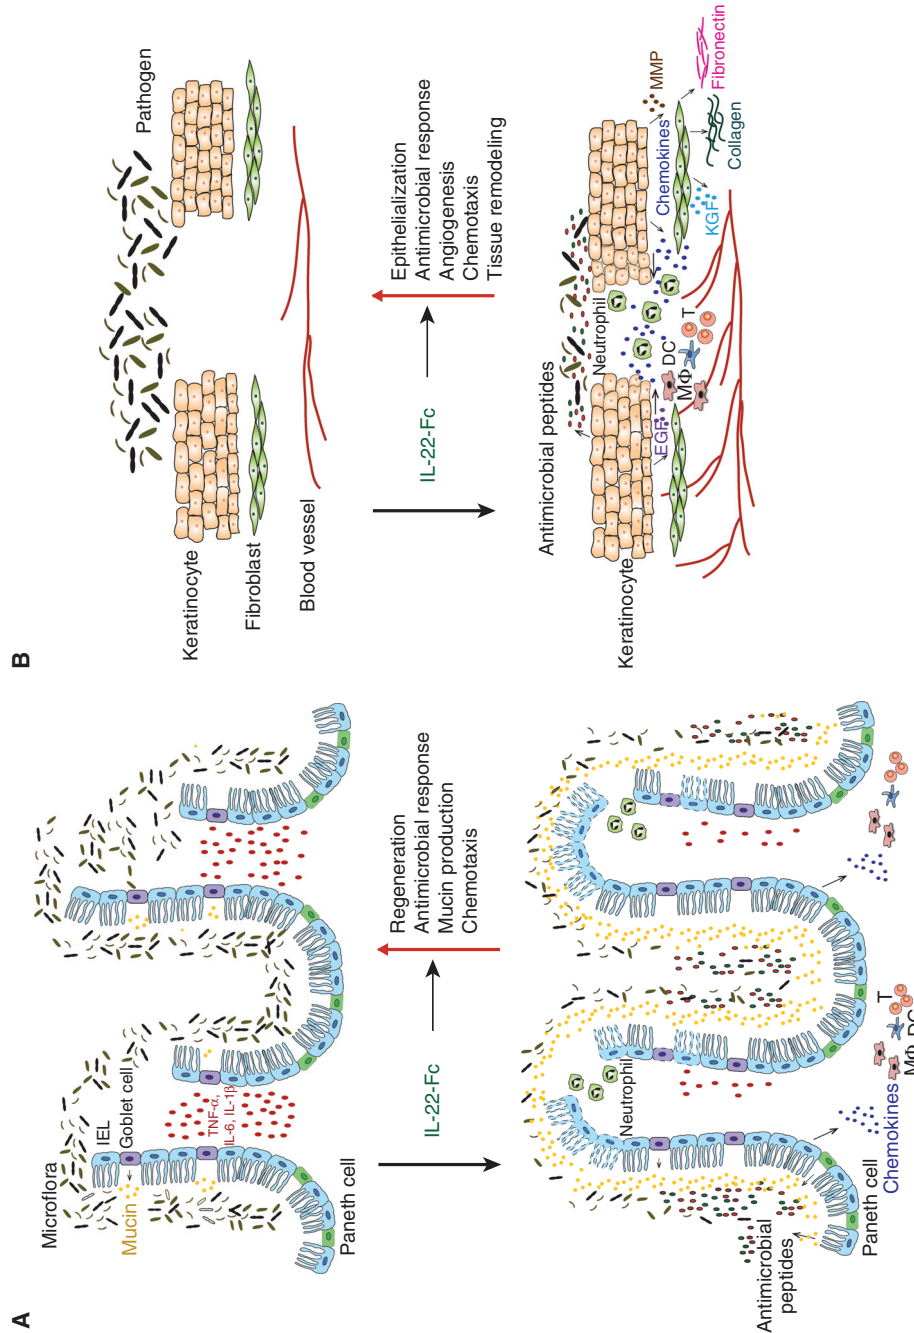 A
Microflora
IEL
Goblet cell
Mucin
TNF-α,
IL-6, IL-1β
Paneth cell
IL-22-Fc
Regeneration
Antimicrobial response
Mucin production
Chemotaxis
Neutrophil
Antimicrobial
peptides
Paneth cell
Chemokines
MΦ
DC
T
B
Pathogen
Keratinocyte
Fibroblast
Blood vessel
IL-22-Fc
Epithelialization
Antimicrobial response
Angiogenesis
Chemotaxis
Tissue remodeling
Antimicrobial peptides
Neutrophil
Keratinocyte
EGF
MΦ
DC
T
Chemokines
MMP
KGF
Collagen
Fibronectin